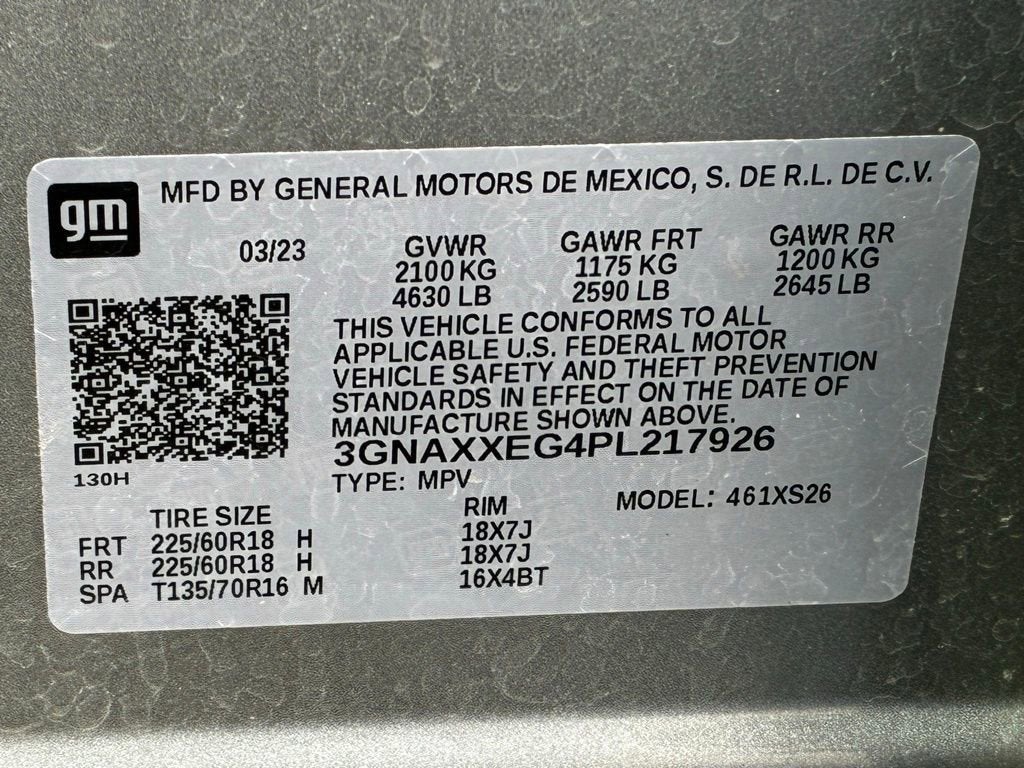 gm
MFD BY GENERAL MOTORS DE MEXICO, S. DE R.L. DE C.V.
03/23 GVWR GAWR FRT GAWR RR
2100 KG 1175 KG 1200 KG
4630 LB 2590 LB 2645 LB
THIS VEHICLE CONFORMS TO ALL
APPLICABLE U.S. FEDERAL MOTOR
VEHICLE SAFETY AND THEFT PREVENTION
STANDARDS IN EFFECT ON THE DATE OF
MANUFACTURE SHOWN ABOVE.
3GNAXXEG4PL217926
130H
TYPE: MPV MODEL: 461XS26
TIRE SIZE RIM
FRT 225/60R18 H 18X7J
RR 225/60R18 H 18X7J
SPA T135/70R16 M 16X4BT